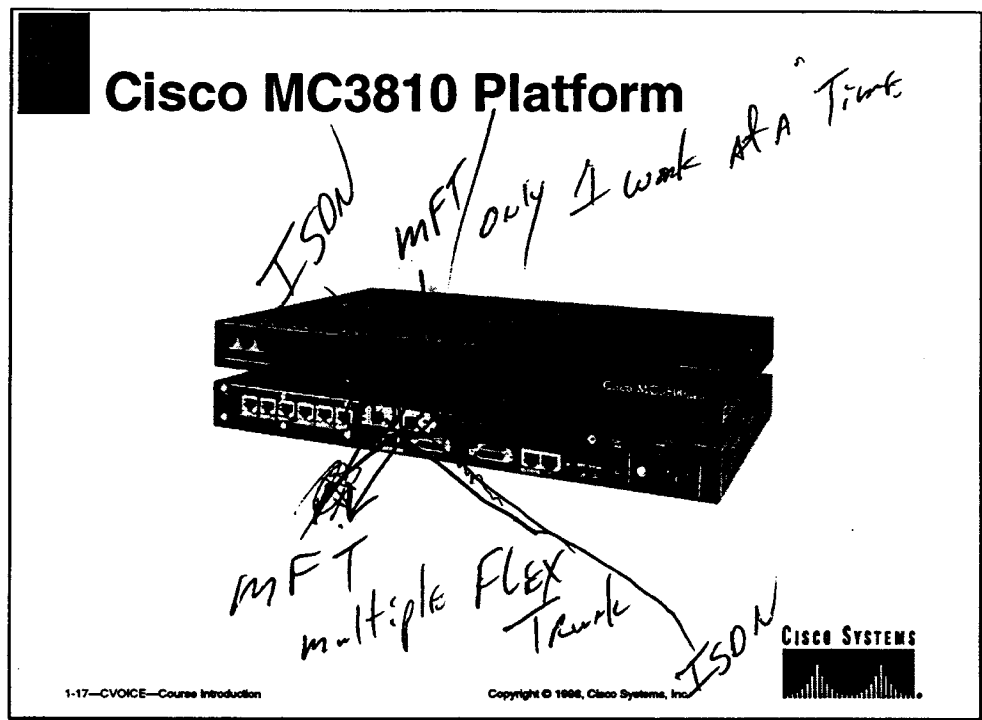 Cisco MC3810 Platform
ISDN
MFT
only 1 work at A Time
Cisco MC3810
MFT
multiple FLEX
Trunk
ISDN
CISCO SYSTEMS
1-17—CVOICE—Course Introduction
Copyright © 1998, Cisco Systems, Inc.